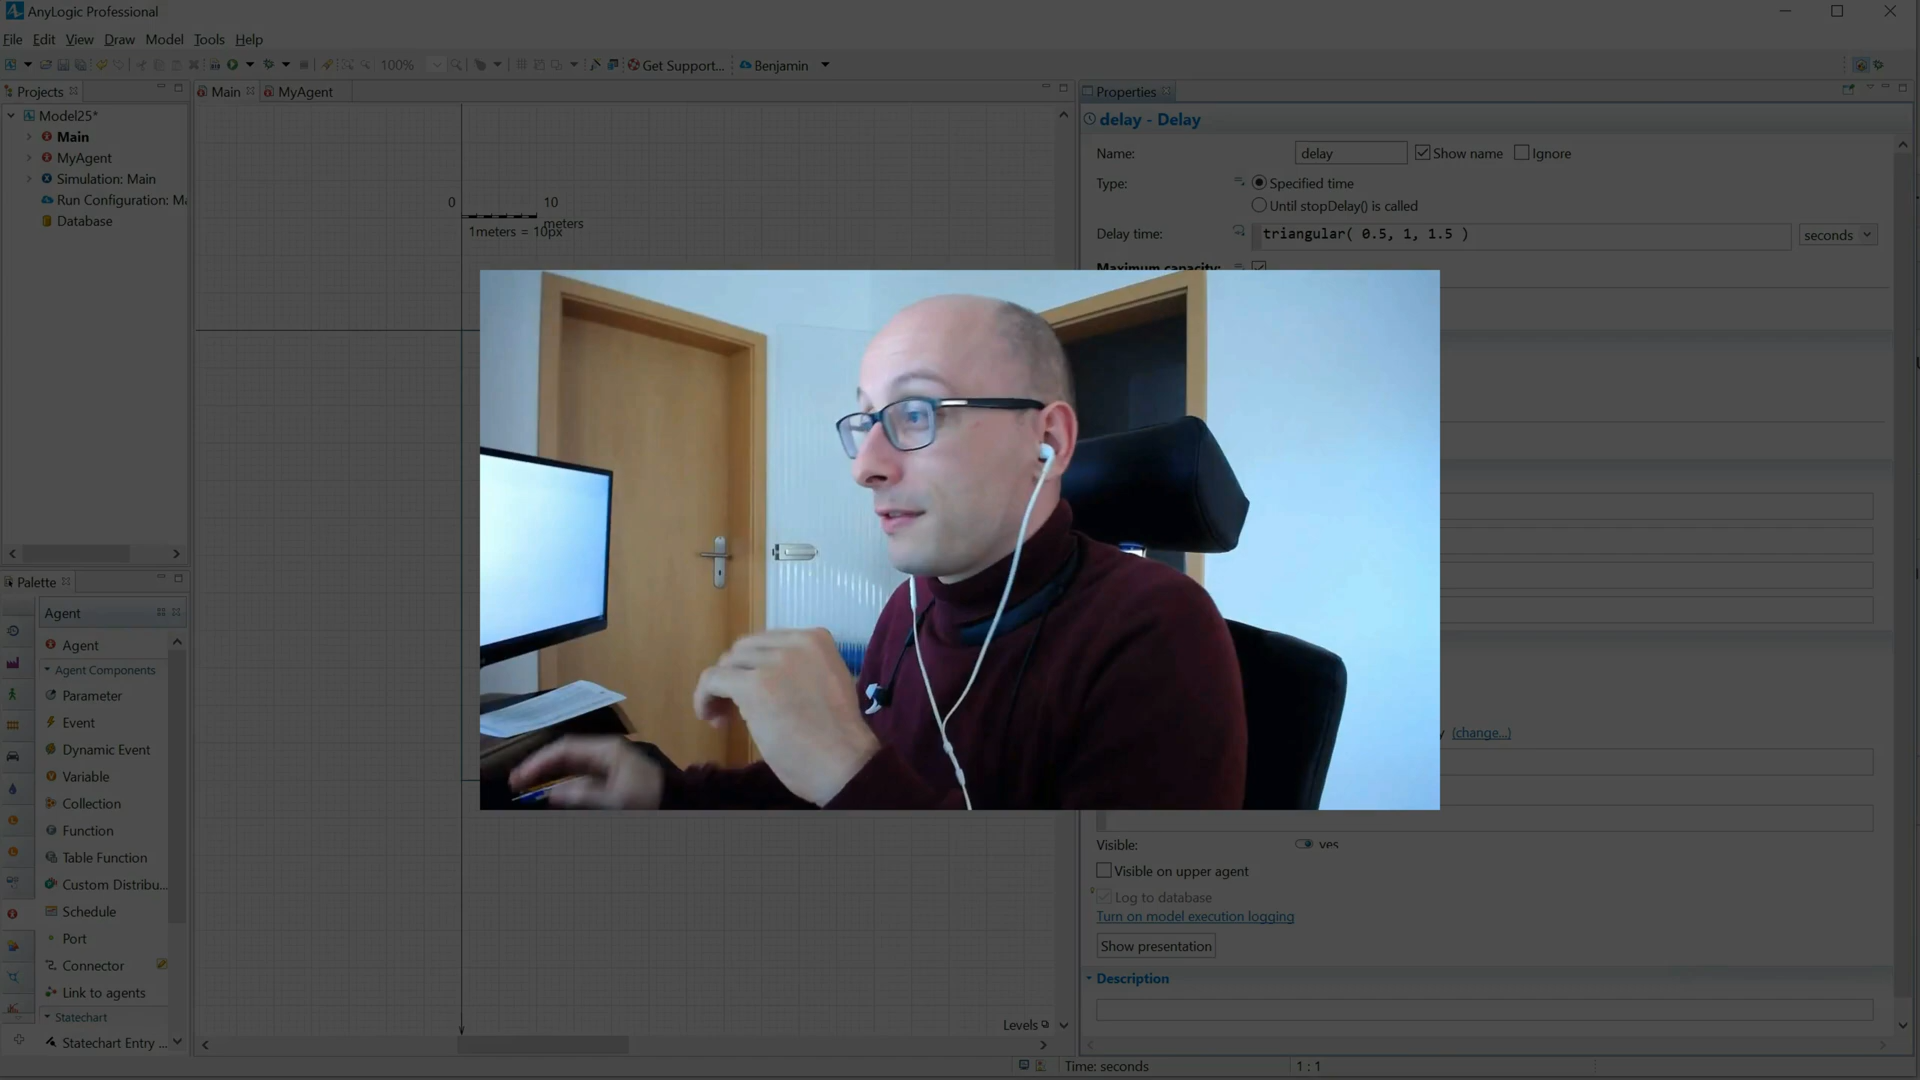 AnyLogic Professional
File Edit View Draw Model Tools Help
100% Get Support... Benjamin
Projects
Model25*
Main
MyAgent
Simulation: Main
Run Configuration: Ma
Database
Main MyAgent
0 10
meters
1meters = 10px
Levels
Palette
Agent
Agent
Agent Components
Parameter
Event
Dynamic Event
Variable
Collection
Function
Table Function
Custom Distribu...
Schedule
Port
Connector
Link to agents
Statechart
Statechart Entry ...
Properties
delay - Delay
Name: delay Show name Ignore
Type: Specified time
Until stopDelay() is called
Delay time: triangular( 0.5, 1, 1.5 ) seconds
Maximum capacity:
(change...)
Visible: yes
Visible on upper agent
Log to database
Turn on model execution logging
Show presentation
Description
Time: seconds 1 : 1